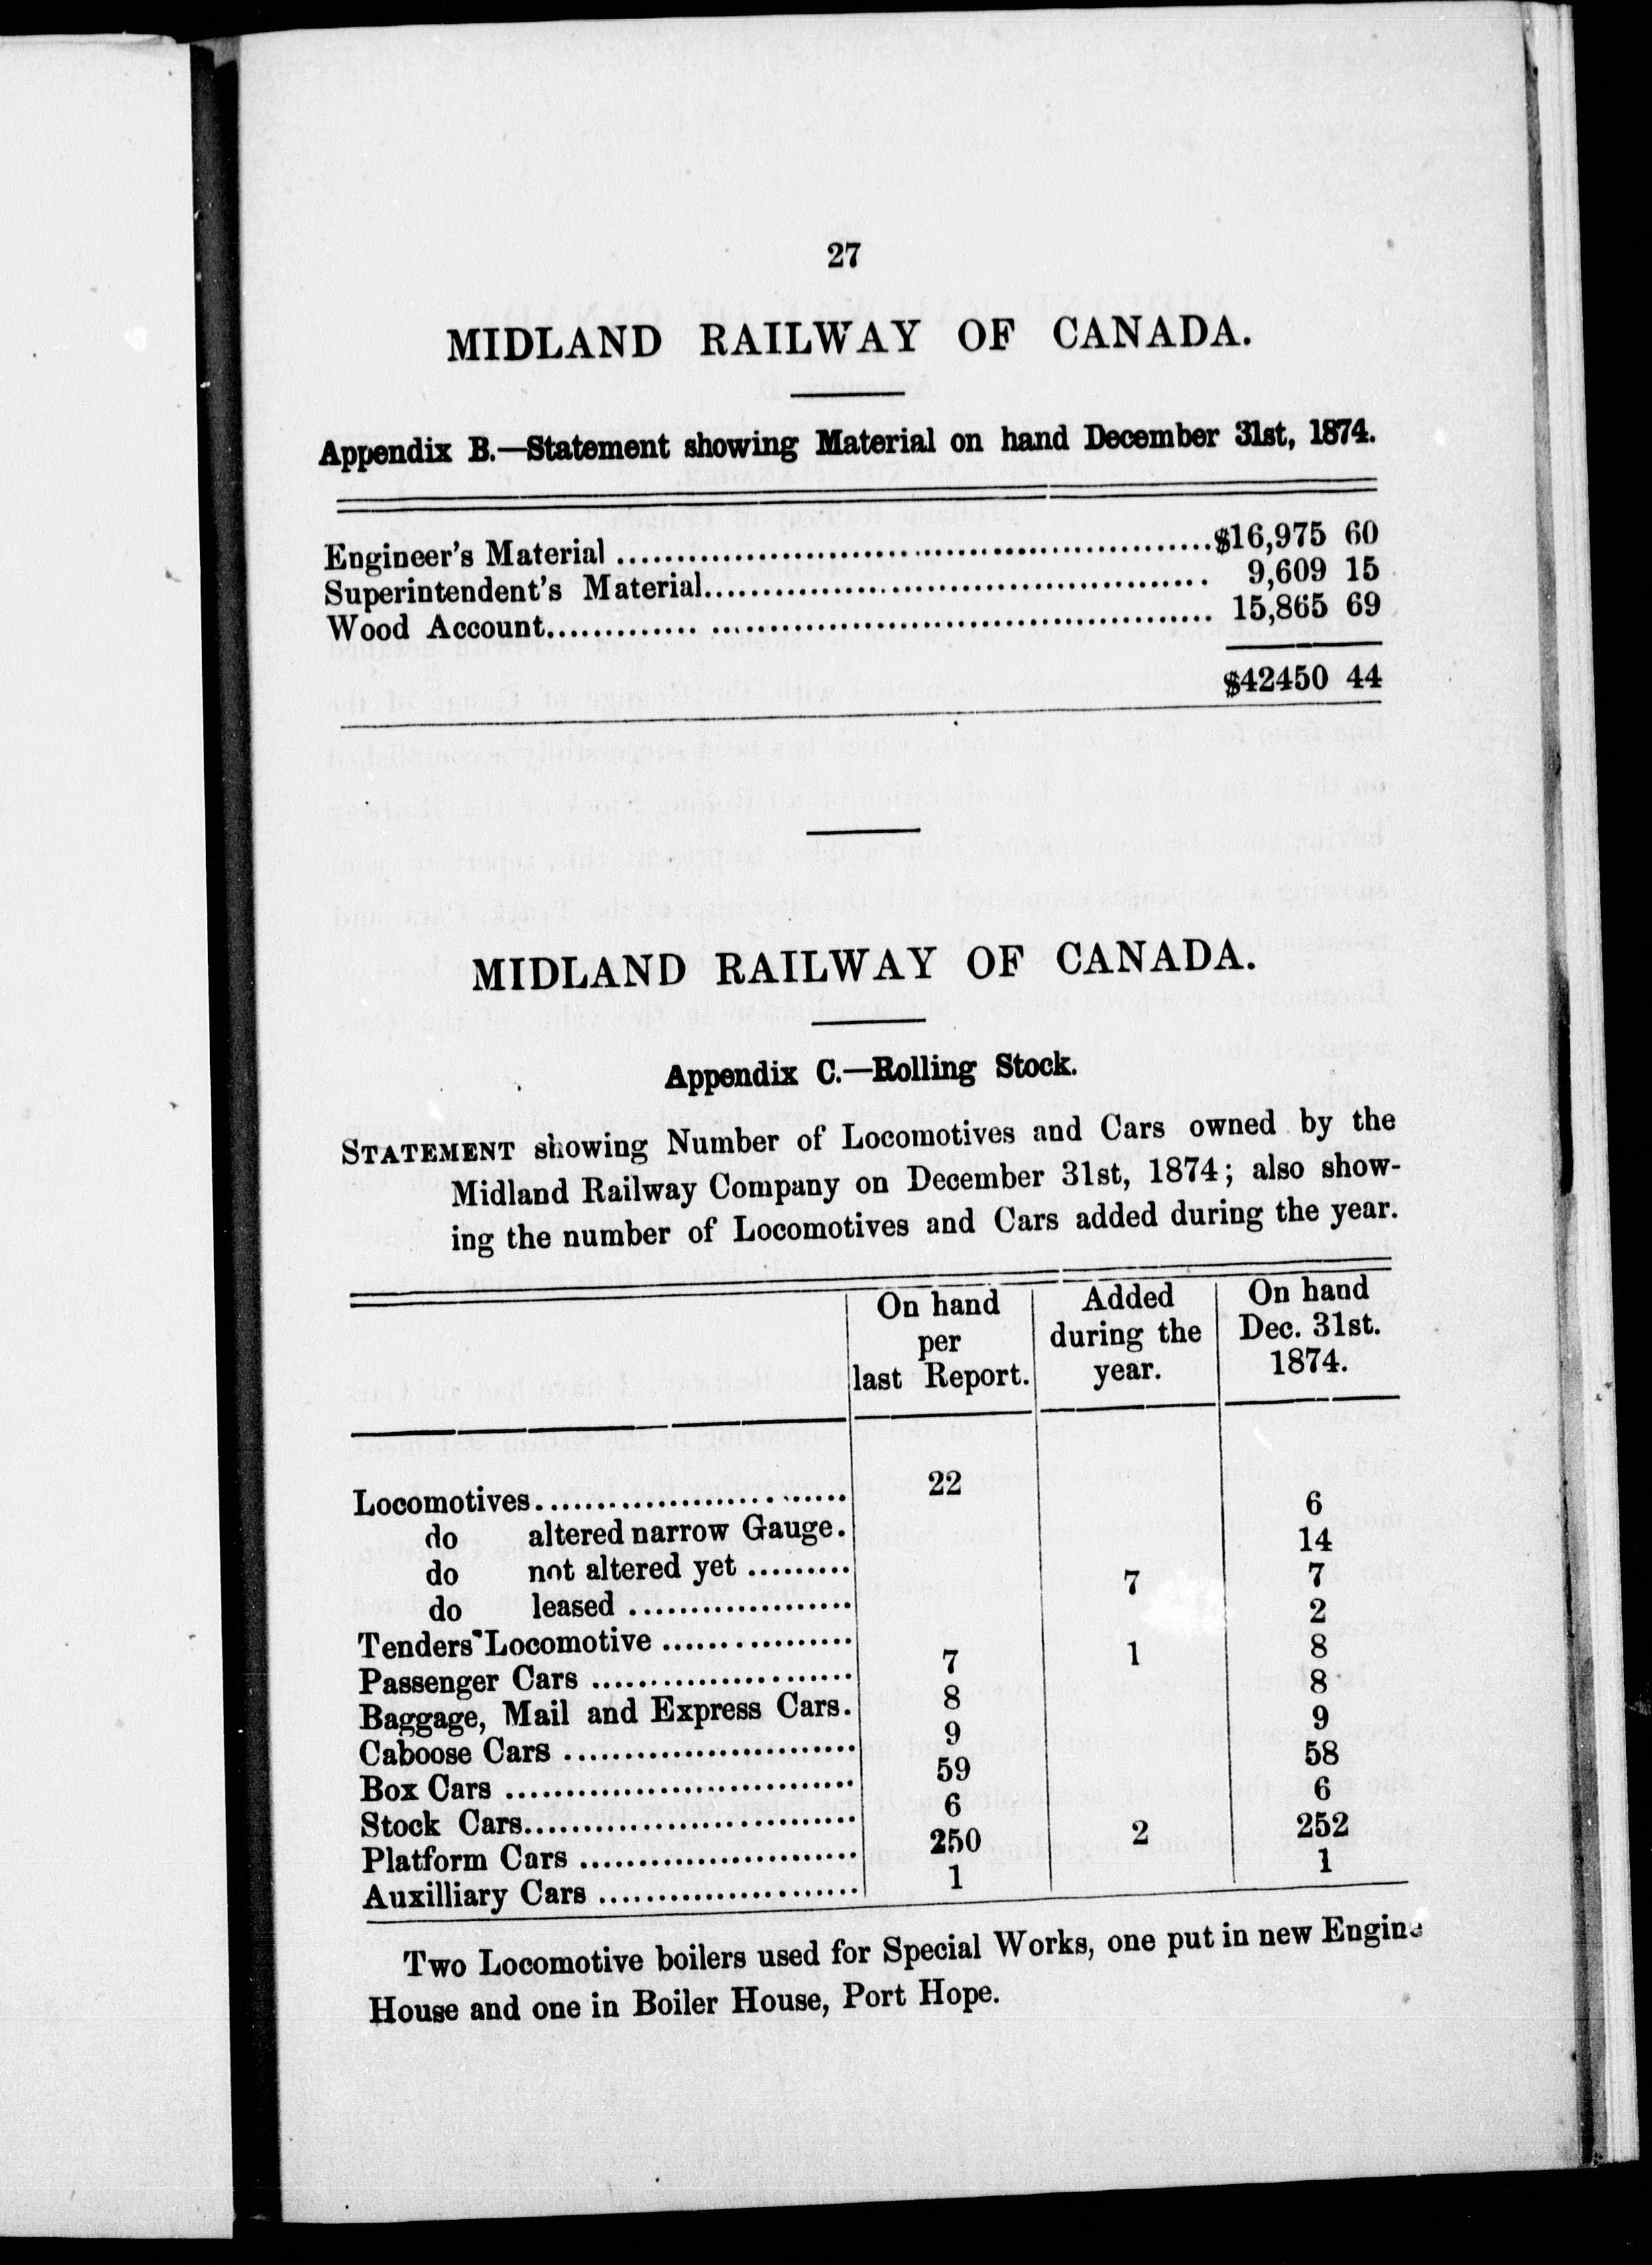 27
MIDLAND RAILWAY OF CANADA.
Appendix B.—Statement showing Material on hand December 31st, 1874.
Engineer's Material ........................................ $16,975 60
Superintendent's Material........................................ 9,609 15
Wood Account........................................ 15,865 69
$42450 44
MIDLAND RAILWAY OF CANADA.
Appendix C.—Rolling Stock.
STATEMENT showing Number of Locomotives and Cars owned by the
Midland Railway Company on December 31st, 1874; also show-
ing the number of Locomotives and Cars added during the year.
On hand per last Report. Added during the year. On hand Dec. 31st. 1874.
Locomotives.............................. 22
do altered narrow Gauge. 6
do not altered yet ......... 14
do leased ................... 7 7
Tenders Locomotive ................ 2
Passenger Cars ...................... 7 1 8
Baggage, Mail and Express Cars. 8 8
Caboose Cars ......................... 9 9
Box Cars .............................. 59 58
Stock Cars............................. 6 6
Platform Cars ........................ 250 2 252
Auxilliary Cars ...................... 1 1
Two Locomotive boilers used for Special Works, one put in new Engine
House and one in Boiler House, Port Hope.